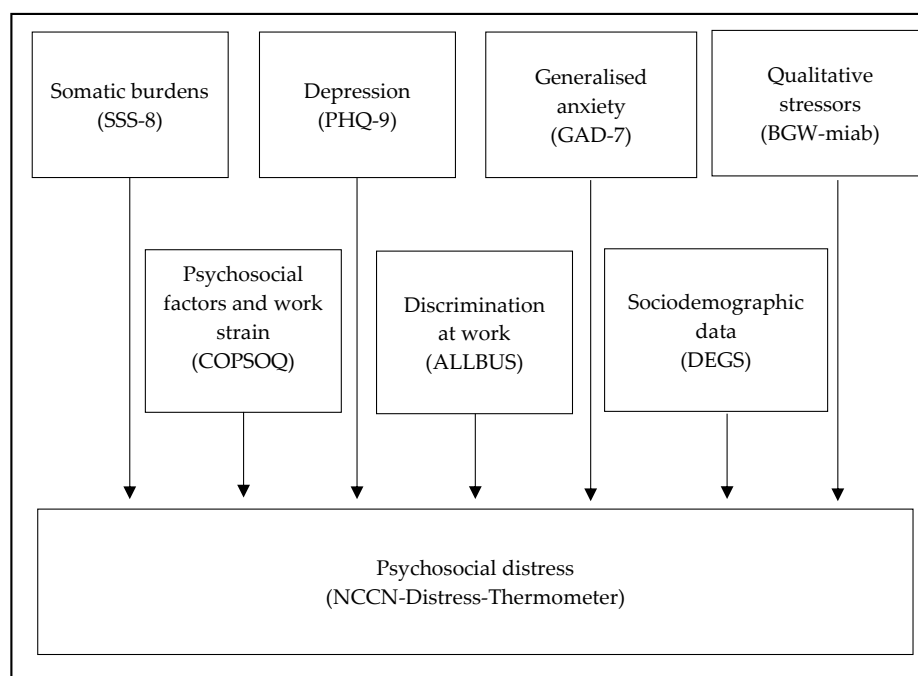 Somatic burdens
(SSS-8)
Depression
(PHQ-9)
Generalised
anxiety
(GAD-7)
Qualitative
stressors
(BGW-miab)
Psychosocial
factors and work
strain
(COPSOQ)
Discrimination
at work
(ALLBUS)
Sociodemographic
data
(DEGS)
Psychosocial distress
(NCCN-Distress-Thermometer)